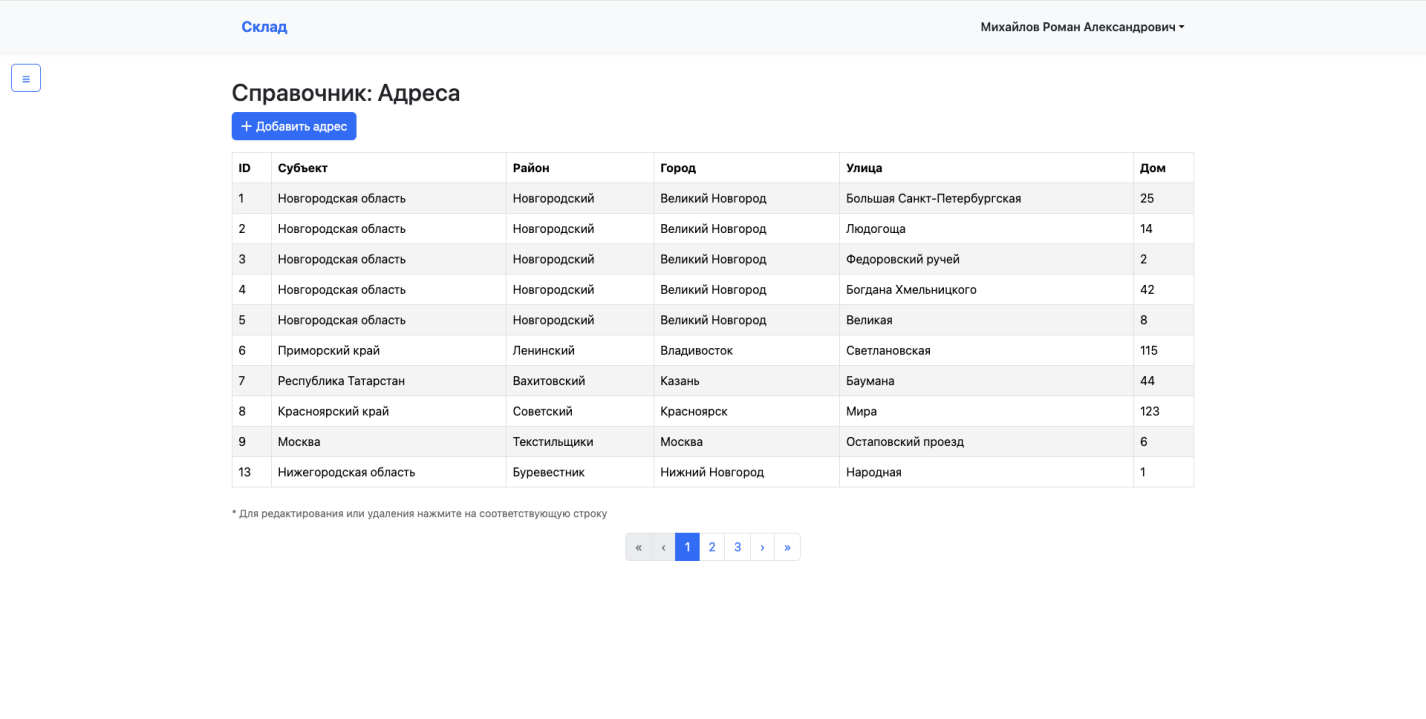 Склад Михайлов Роман Александрович
≡
Справочник: Адреса
+ Добавить адрес
ID Субъект Район Город Улица Дом
1 Новгородская область Новгородский Великий Новгород Большая Санкт-Петербургская 25
2 Новгородская область Новгородский Великий Новгород Людогоща 14
3 Новгородская область Новгородский Великий Новгород Федоровский ручей 2
4 Новгородская область Новгородский Великий Новгород Богдана Хмельницкого 42
5 Новгородская область Новгородский Великий Новгород Великая 8
6 Приморский край Ленинский Владивосток Светлановская 115
7 Республика Татарстан Вахитовский Казань Баумана 44
8 Красноярский край Советский Красноярск Мира 123
9 Москва Текстильщики Москва Остаповский проезд 6
13 Нижегородская область Буревестник Нижний Новгород Народная 1
* Для редактирования или удаления нажмите на соответствующую строку
« ‹ 1 2 3 › »